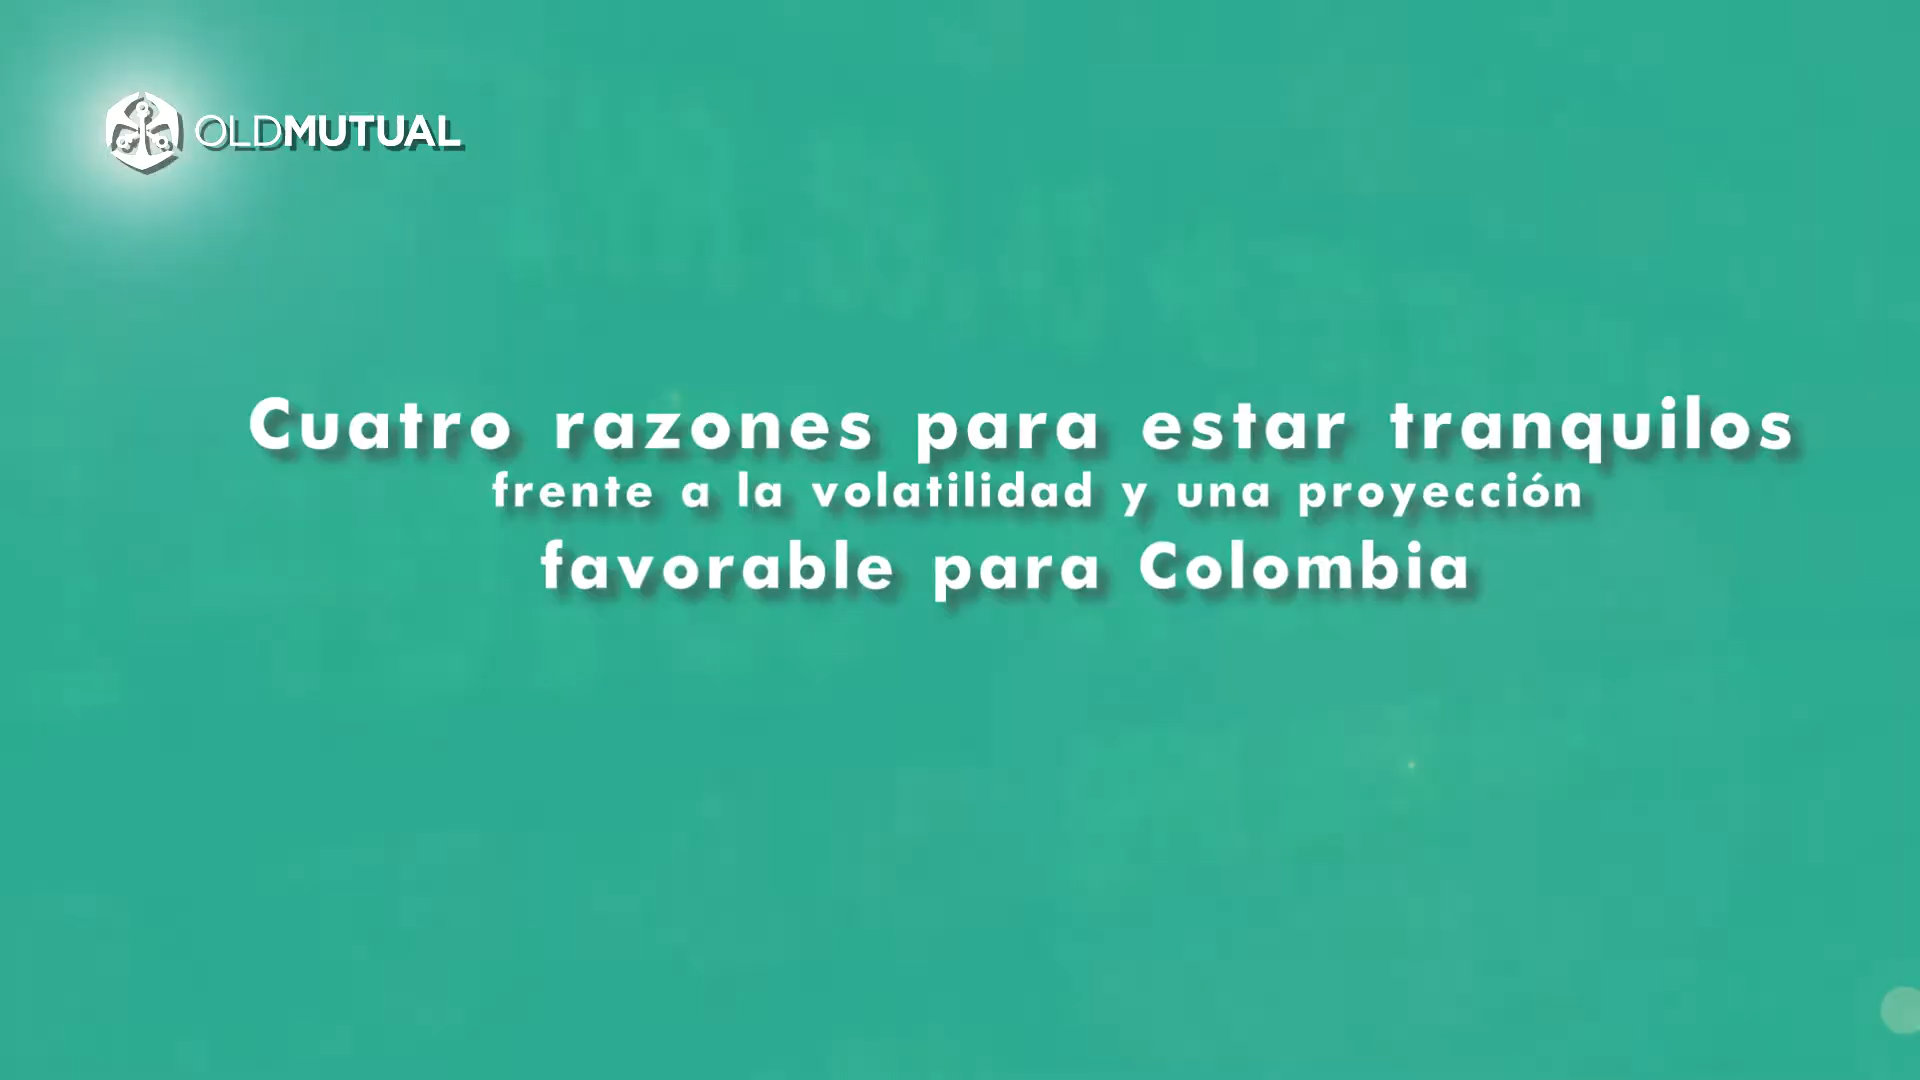 OLDMUTUAL
Cuatro razones para estar tranquilos
frente a la volatilidad y una proyección
favorable para Colombia